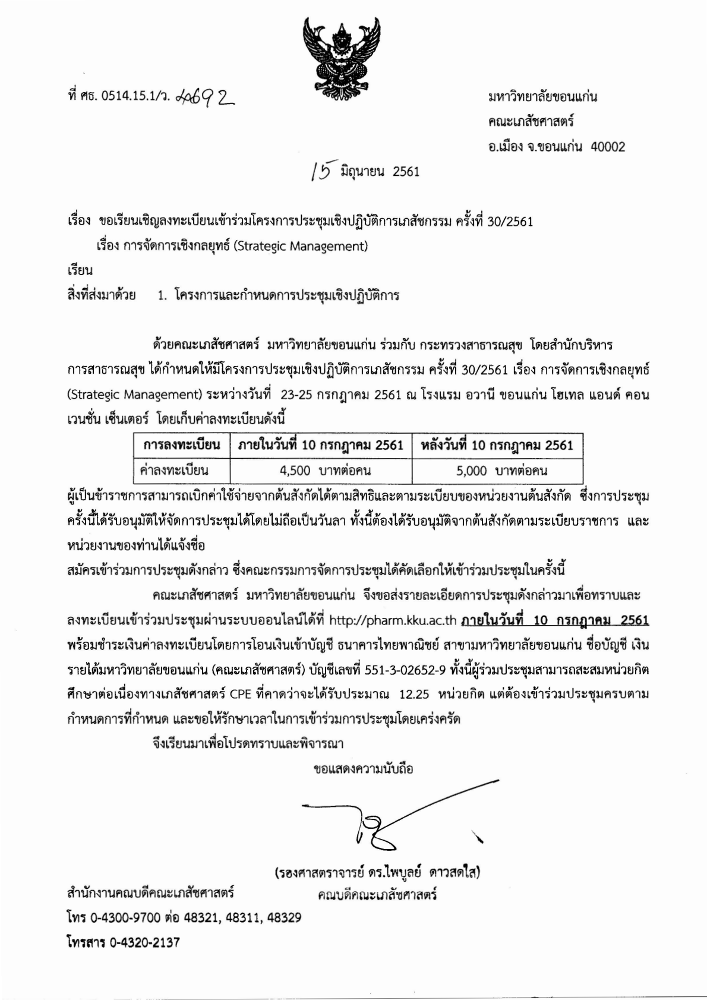 ที่ ศธ. 0514.15.1/ว. 4692
มหาวิทยาลัยขอนแก่น
คณะเภสัชศาสตร์
อ.เมือง จ.ขอนแก่น 40002
15 มิถุนายน 2561
เรื่อง ขอเรียนเชิญลงทะเบียนเข้าร่วมโครงการประชุมเชิงปฏิบัติการเภสัชกรรม ครั้งที่ 30/2561
เรื่อง การจัดการเชิงกลยุทธ์ (Strategic Management)
เรียน
สิ่งที่ส่งมาด้วย 1. โครงการและกำหนดการประชุมเชิงปฏิบัติการ
ด้วยคณะเภสัชศาสตร์ มหาวิทยาลัยขอนแก่น ร่วมกับ กระทรวงสาธารณสุข โดยสำนักบริหาร
การสาธารณสุข ได้กำหนดให้มีโครงการประชุมเชิงปฏิบัติการเภสัชกรรม ครั้งที่ 30/2561 เรื่อง การจัดการเชิงกลยุทธ์
(Strategic Management) ระหว่างวันที่ 23-25 กรกฎาคม 2561 ณ โรงแรม อวานี ขอนแก่น โฮเทล แอนด์ คอน
เวนชั่น เซ็นเตอร์ โดยเก็บค่าลงทะเบียนดังนี้
การลงทะเบียน ภายในวันที่ 10 กรกฎาคม 2561 หลังวันที่ 10 กรกฎาคม 2561
ค่าลงทะเบียน 4,500 บาทต่อคน 5,000 บาทต่อคน
ผู้เป็นข้าราชการสามารถเบิกค่าใช้จ่ายจากต้นสังกัดได้ตามสิทธิและตามระเบียบของหน่วยงานต้นสังกัด ซึ่งการประชุม
ครั้งนี้ได้รับอนุมัติให้จัดการประชุมได้โดยไม่ถือเป็นวันลา ทั้งนี้ต้องได้รับอนุมัติจากต้นสังกัดตามระเบียบราชการ และ
หน่วยงานของท่านได้แจ้งชื่อ
สมัครเข้าร่วมการประชุมดังกล่าว ซึ่งคณะกรรมการจัดการประชุมได้คัดเลือกให้เข้าร่วมประชุมในครั้งนี้
คณะเภสัชศาสตร์ มหาวิทยาลัยขอนแก่น จึงขอส่งรายละเอียดการประชุมดังกล่าวมาเพื่อทราบและ
ลงทะเบียนเข้าร่วมประชุมผ่านระบบออนไลน์ได้ที่ http://pharm.kku.ac.th ภายในวันที่ 10 กรกฎาคม 2561
พร้อมชำระเงินค่าลงทะเบียนโดยการโอนเงินเข้าบัญชี ธนาคารไทยพาณิชย์ สาขามหาวิทยาลัยขอนแก่น ชื่อบัญชี เงิน
รายได้มหาวิทยาลัยขอนแก่น (คณะเภสัชศาสตร์) บัญชีเลขที่ 551-3-02652-9 ทั้งนี้ผู้ร่วมประชุมสามารถสะสมหน่วยกิต
ศึกษาต่อเนื่องทางเภสัชศาสตร์ CPE ที่คาดว่าจะได้รับประมาณ 12.25 หน่วยกิต แต่ต้องเข้าร่วมประชุมครบตาม
กำหนดการที่กำหนด และขอให้รักษาเวลาในการเข้าร่วมการประชุมโดยเคร่งครัด
จึงเรียนมาเพื่อโปรดทราบและพิจารณา
ขอแสดงความนับถือ
(รองศาสตราจารย์ ดร.ไพบูลย์ ดาวสดใส)
คณบดีคณะเภสัชศาสตร์
สำนักงานคณบดีคณะเภสัชศาสตร์
โทร 0-4300-9700 ต่อ 48321, 48311, 48329
โทรสาร 0-4320-2137